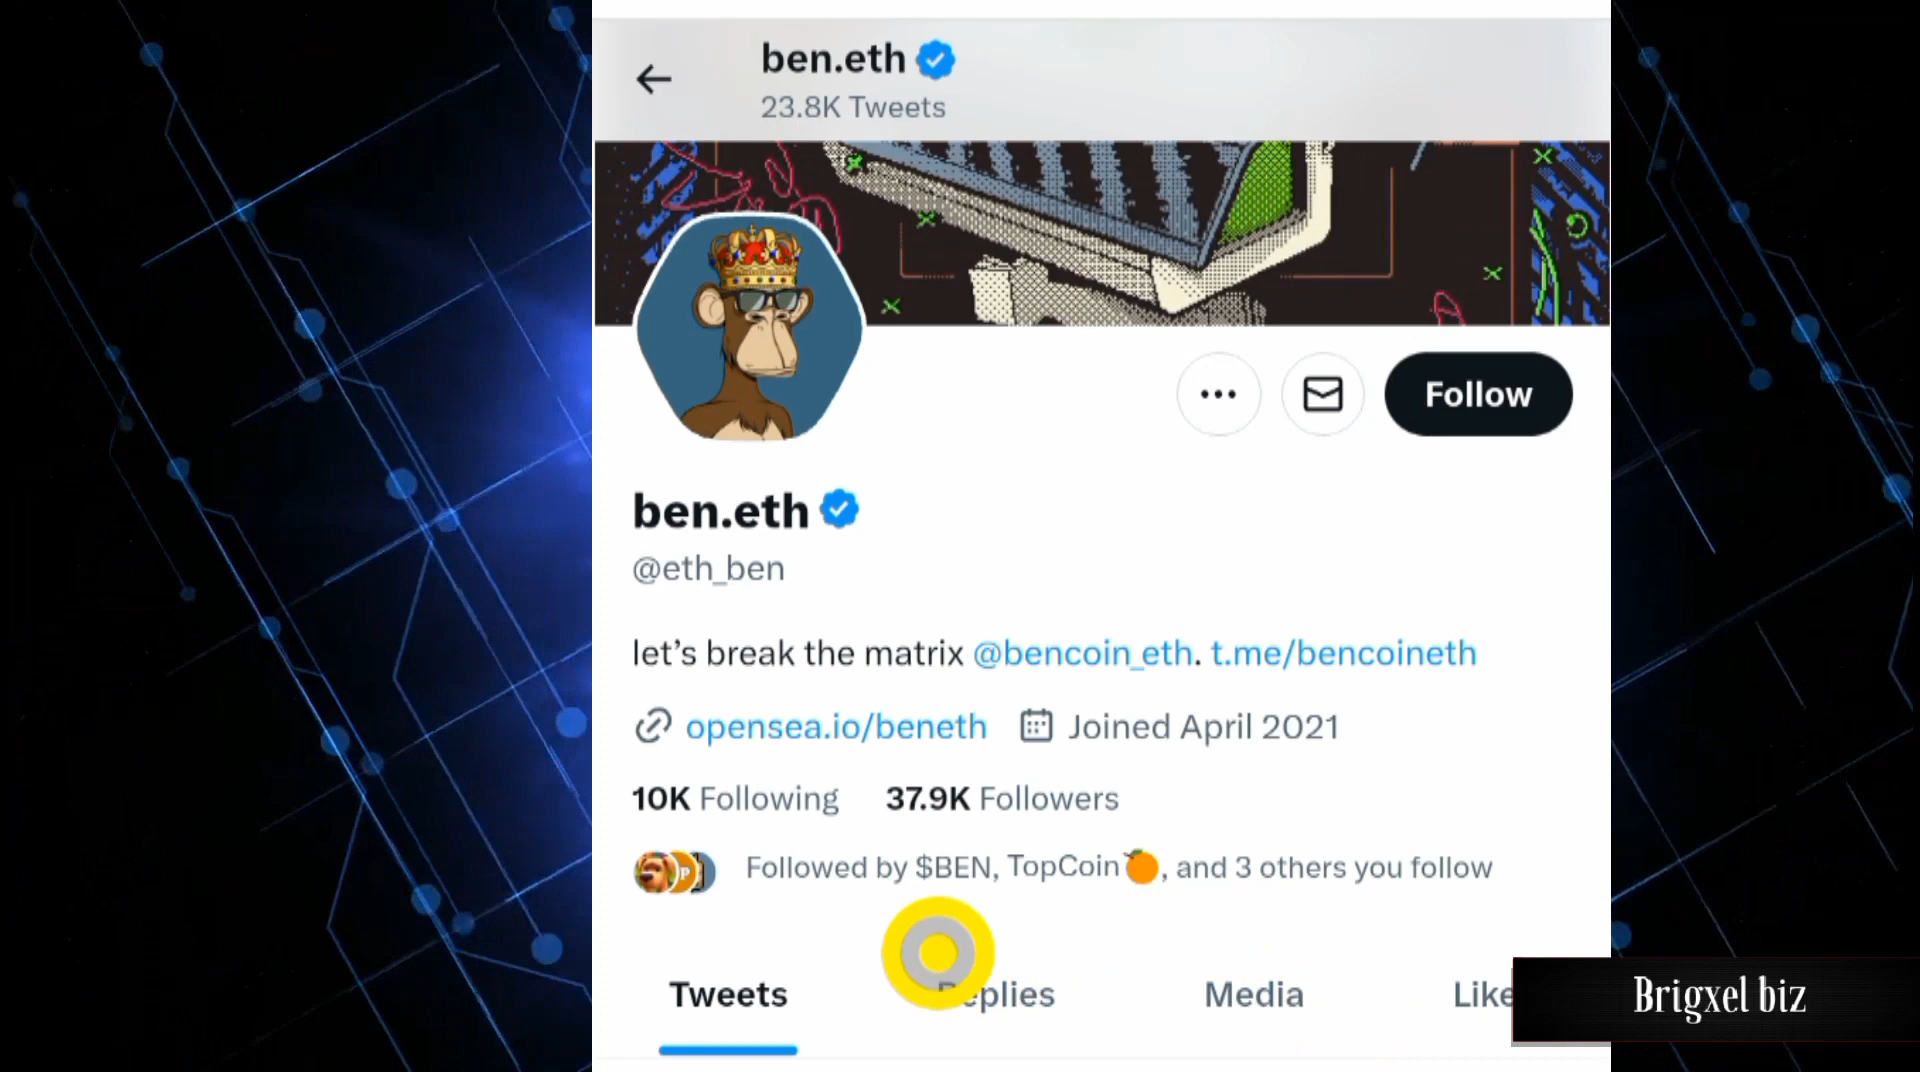 ben.eth
23.8K Tweets
Follow
ben.eth
@eth_ben
let's break the matrix @bencoin_eth. t.me/bencoineth
opensea.io/beneth Joined April 2021
10K Following 37.9K Followers
Followed by $BEN, TopCoin🍊, and 3 others you follow
Tweets eplies Media Like
Brigxel biz